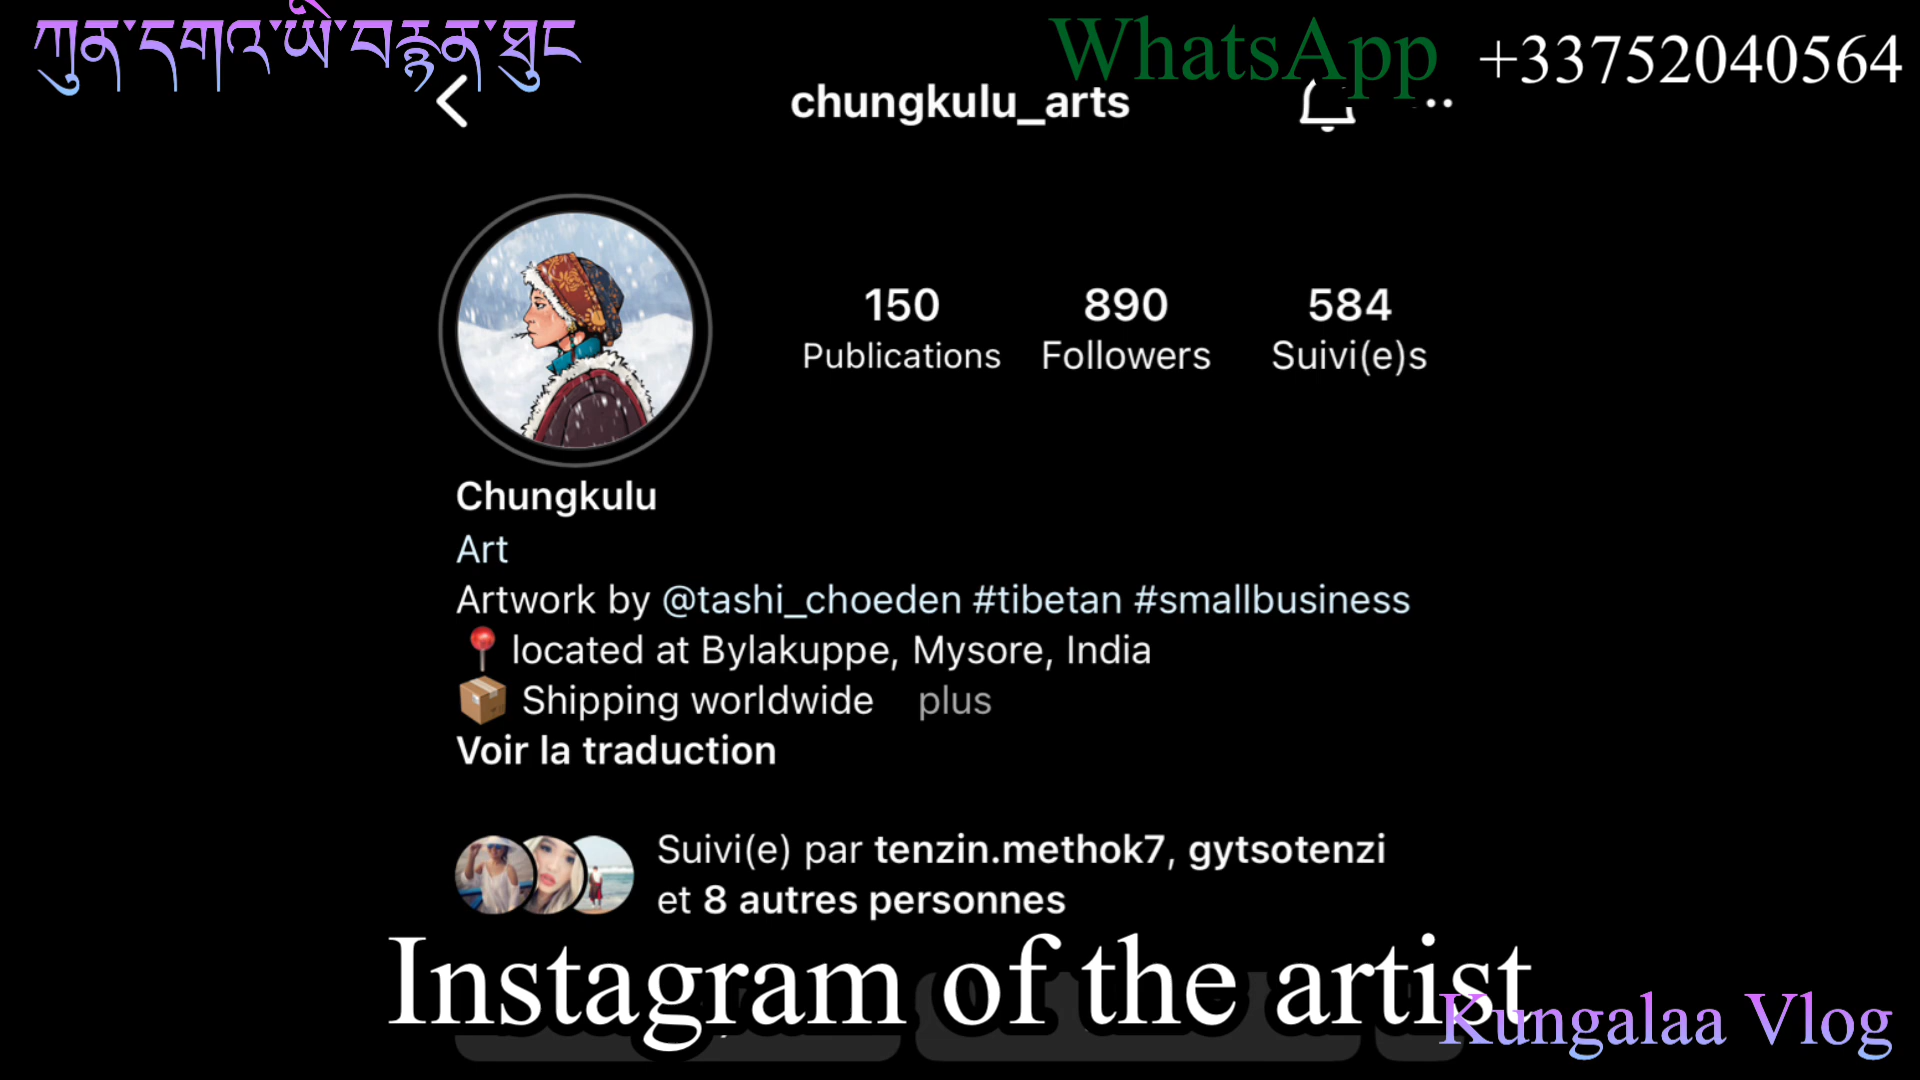 ཀུན་དགའ་ཡི་བརྙན་ཐུང
WhatsApp +33752040564
chungkulu_arts
150 890 584
Publications Followers Suivi(e)s
Chungkulu
Art
Artwork by @tashi_choeden #tibetan #smallbusiness
📍 located at Bylakuppe, Mysore, India
📦 Shipping worldwide plus
Voir la traduction
Suivi(e) par tenzin.methok7, gytsotenzi
et 8 autres personnes
Instagram of the artist
Kungalaa Vlog